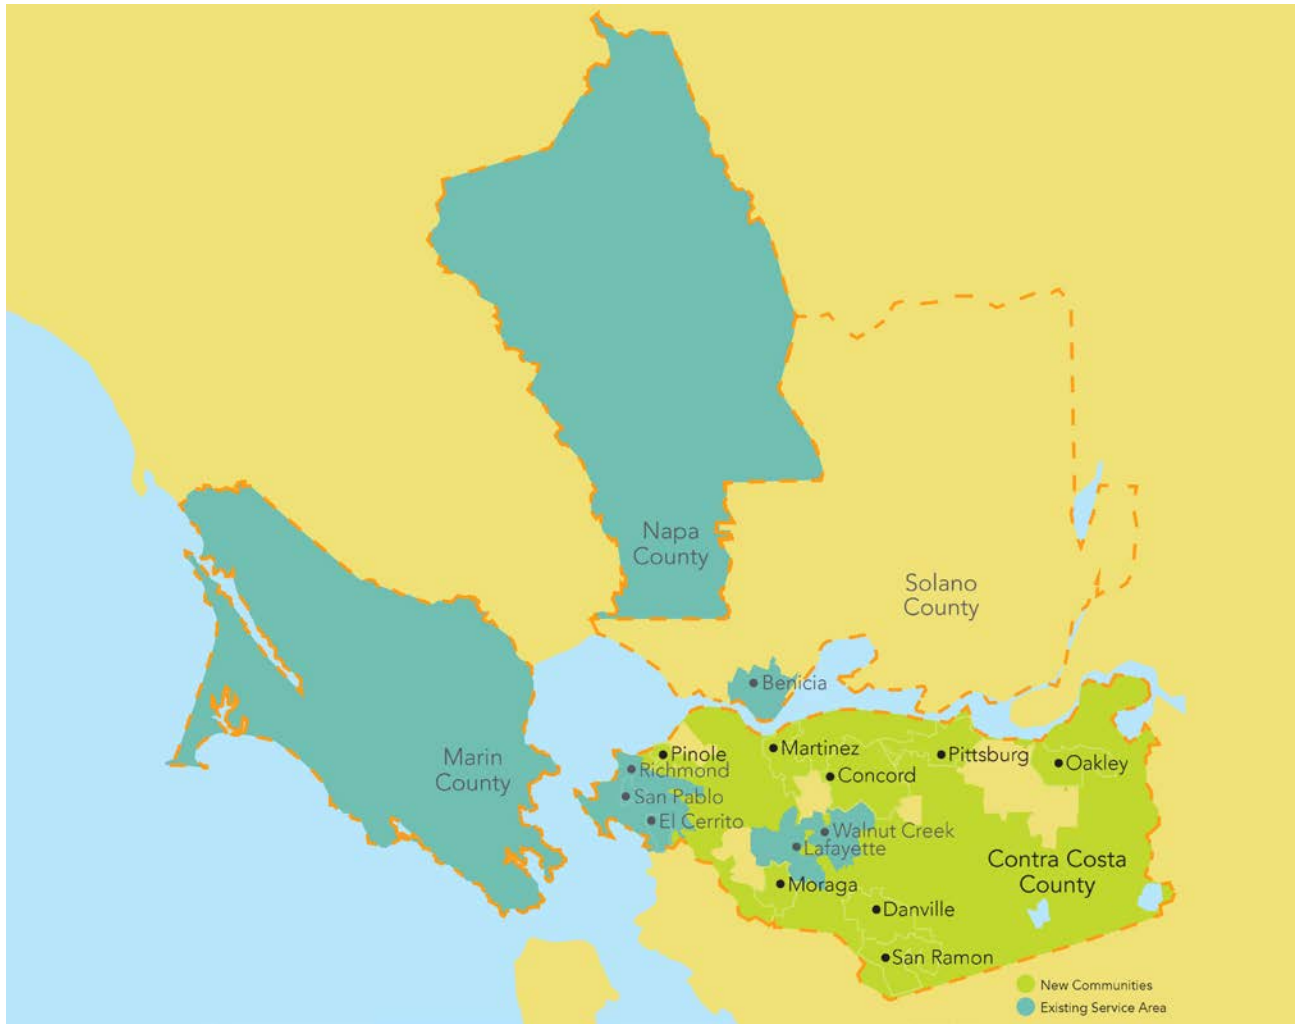 Napa
County
Solano
County
Benicia
Marin
County
Pinole
Martinez
Pittsburg
Oakley
Richmond
Concord
San Pablo
El Cerrito
Walnut Creek
Lafayette
Contra Costa
County
Moraga
Danville
San Ramon
New Communities
Existing Service Area